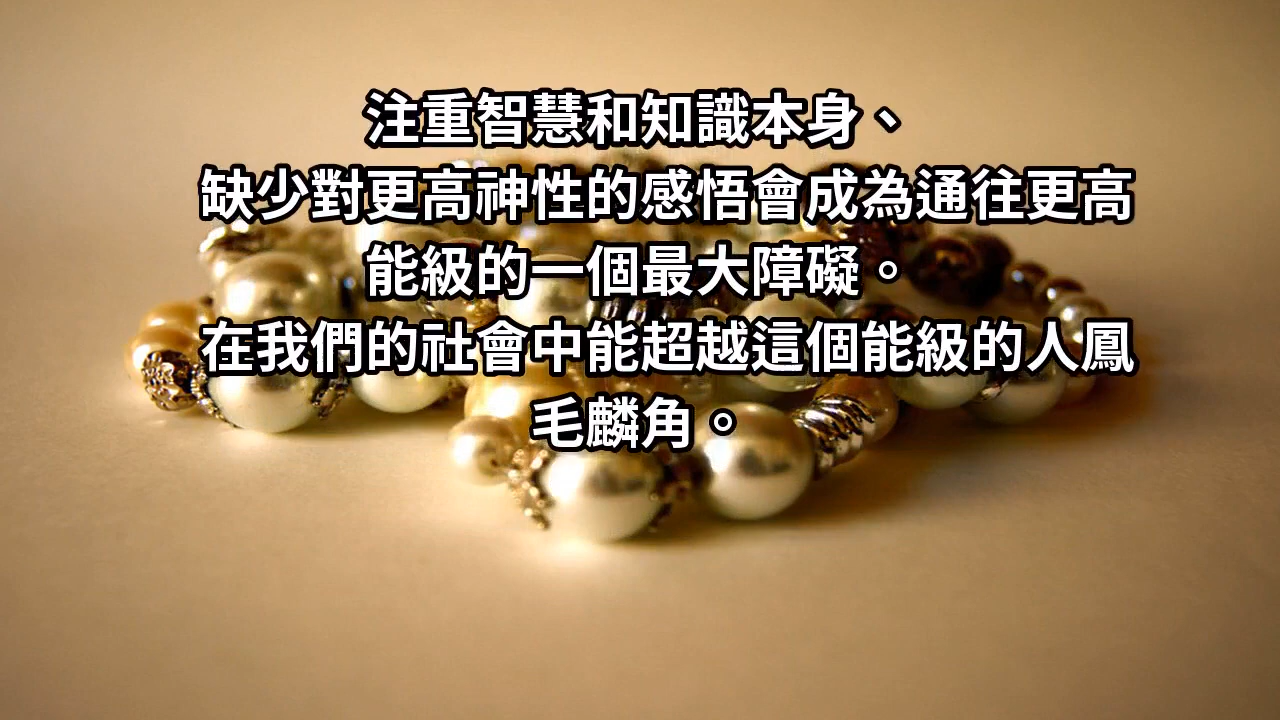 注重智慧和知識本身、
缺少對更高神性的感悟會成為通往更高
能級的一個最大障礙。
在我們的社會中能超越這個能級的人鳳
毛麟角。